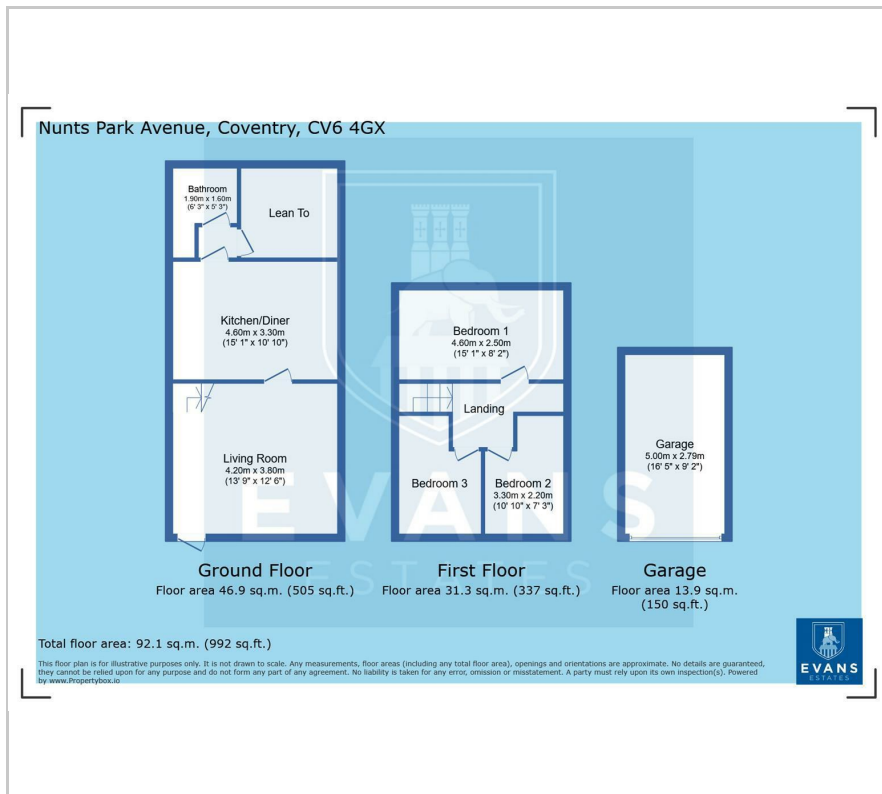 Nunts Park Avenue, Coventry, CV6 4GX
Bathroom
1.90m x 1.60m
(6' 3" x 5' 3")
Lean To
Kitchen/Diner
4.60m x 3.30m
(15' 1" x 10' 10")
Living Room
4.20m x 3.80m
(13' 9" x 12' 6")
Ground Floor
Floor area 46.9 sq.m. (505 sq.ft.)
Bedroom 1
4.60m x 2.50m
(15' 1" x 8' 2")
Landing
Bedroom 3
Bedroom 2
3.30m x 2.20m
(10' 10" x 7' 3")
First Floor
Floor area 31.3 sq.m. (337 sq.ft.)
Garage
5.00m x 2.79m
(16' 5" x 9' 2")
Garage
Floor area 13.9 sq.m.
(150 sq.ft.)
EVANS
ESTATES
Total floor area: 92.1 sq.m. (992 sq.ft.)
This floor plan is for illustrative purposes only. It is not drawn to scale. Any measurements, floor areas (including any total floor area), openings and orientations are approximate. No details are guaranteed,
they cannot be relied upon for any purpose and do not form any part of any agreement. No liability is taken for any error, omission or misstatement. A party must rely upon its own inspection(s). Powered
by www.Propertybox.io
EVANS
ESTATES